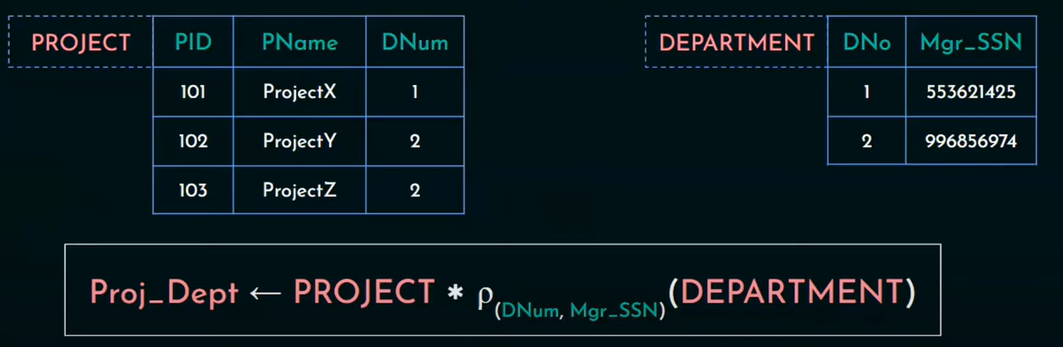 PROJECT PID PName DNum DEPARTMENT DNo Mgr_SSN
101 ProjectX 1 1 553621425
102 ProjectY 2 2 996856974
103 ProjectZ 2
Proj_Dept ← PROJECT * ρ(DNum, Mgr_SSN)(DEPARTMENT)